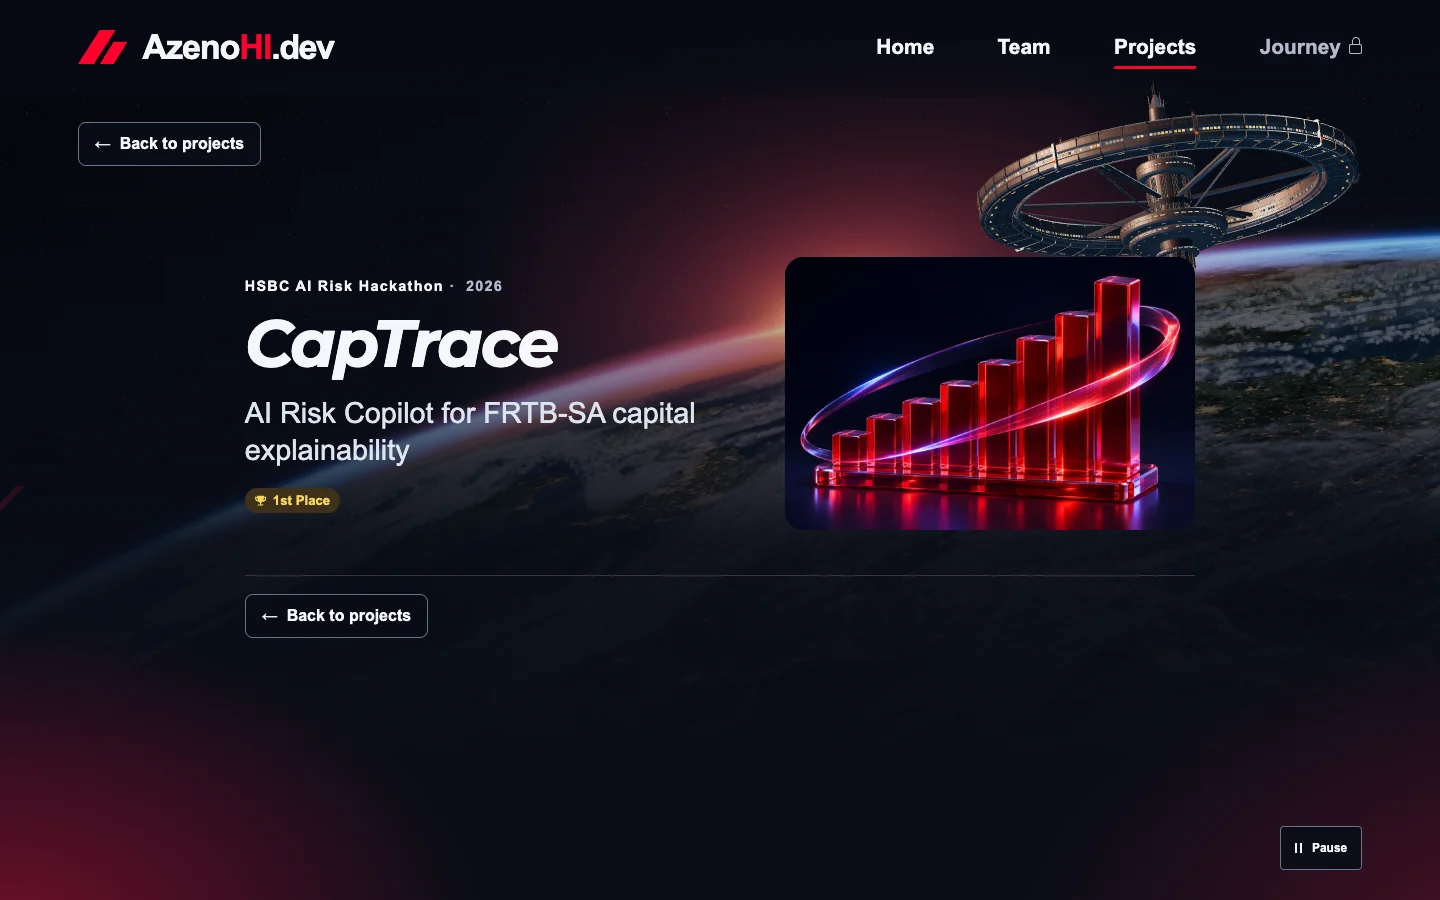 AzenoHI.dev
Home
Team
Projects
Journey
← Back to projects
HSBC AI Risk Hackathon · 2026
CapTrace
AI Risk Copilot for FRTB-SA capital
explainability
1st Place
← Back to projects
Pause